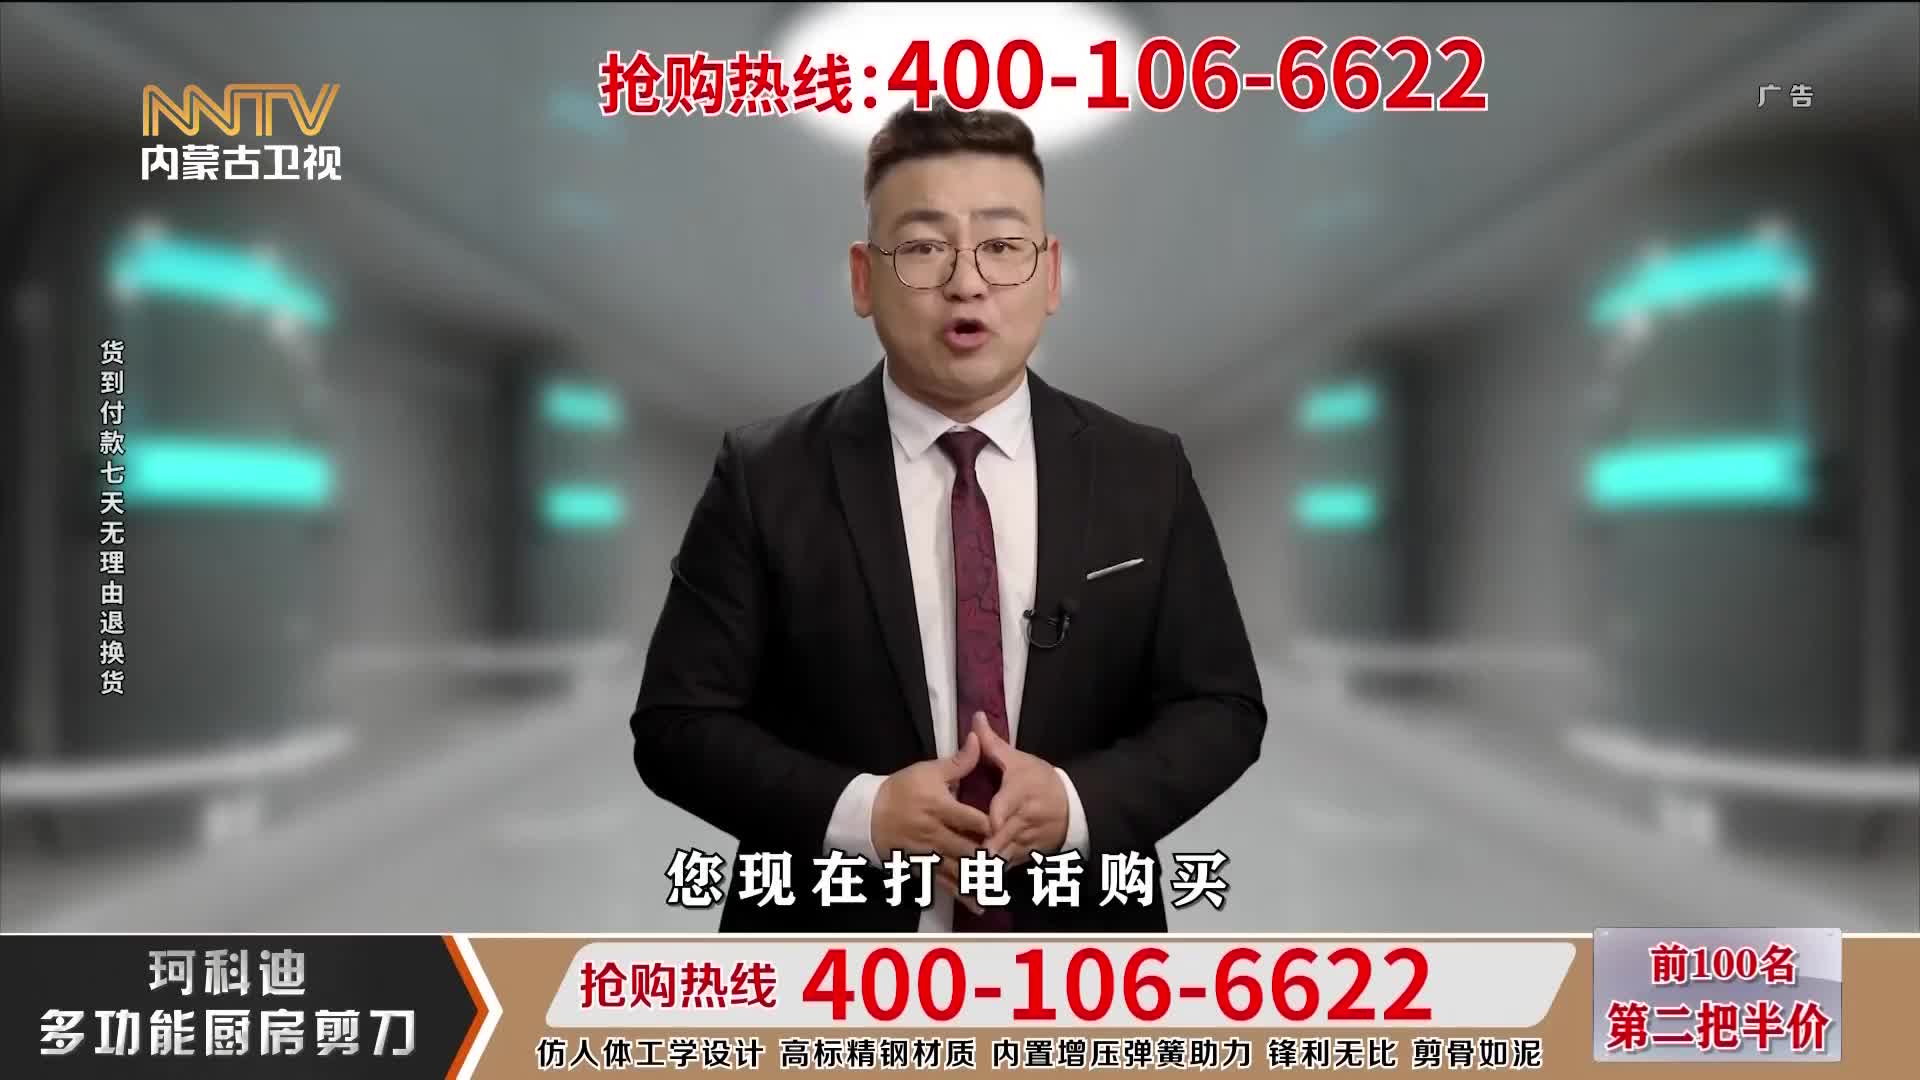 抢购热线:400-106-6622
NNTV
内蒙古卫视
广告
货到付款七天无理由退换货
您现在打电话购买
珂科迪
多功能厨房剪刀
抢购热线 400-106-6622
仿人体工学设计 高标精钢材质 内置增压弹簧助力 锋利无比 剪骨如泥
前100名
第二把半价